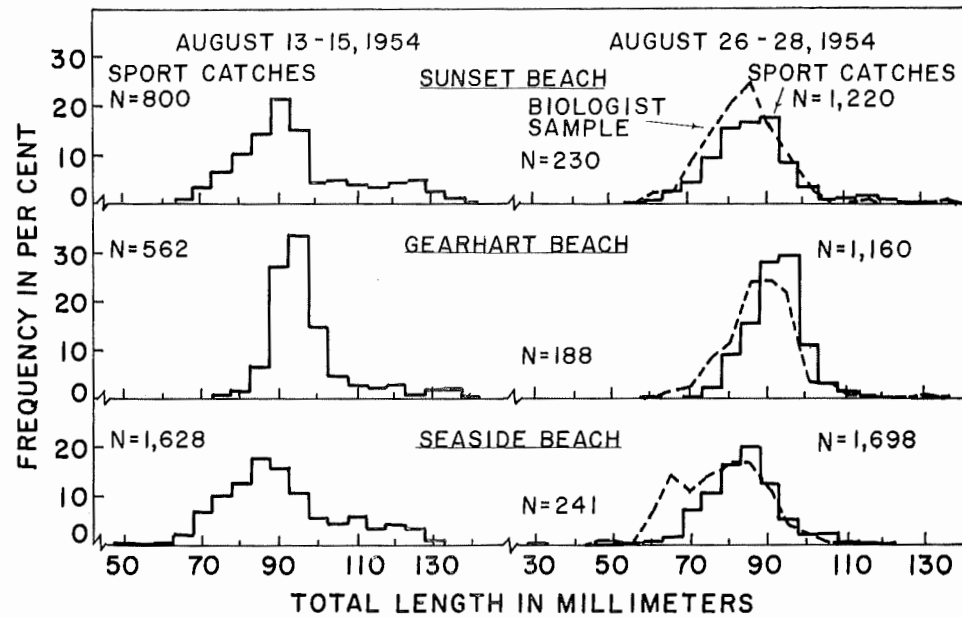 AUGUST 13-15, 1954
AUGUST 26-28, 1954
SPORT CATCHES
N=800
SUNSET BEACH
BIOLOGIST
SAMPLE
SPORT CATCHES
N=1,220
N=230
30
20
10
0
N=562
GEARHART BEACH
N=1,160
N=188
30
20
10
0
N=1,628
SEASIDE BEACH
N=1,698
N=241
20
10
0
FREQUENCY IN PER CENT
50 70 90 110 130 30 50 70 90 110 130
TOTAL LENGTH IN MILLIMETERS